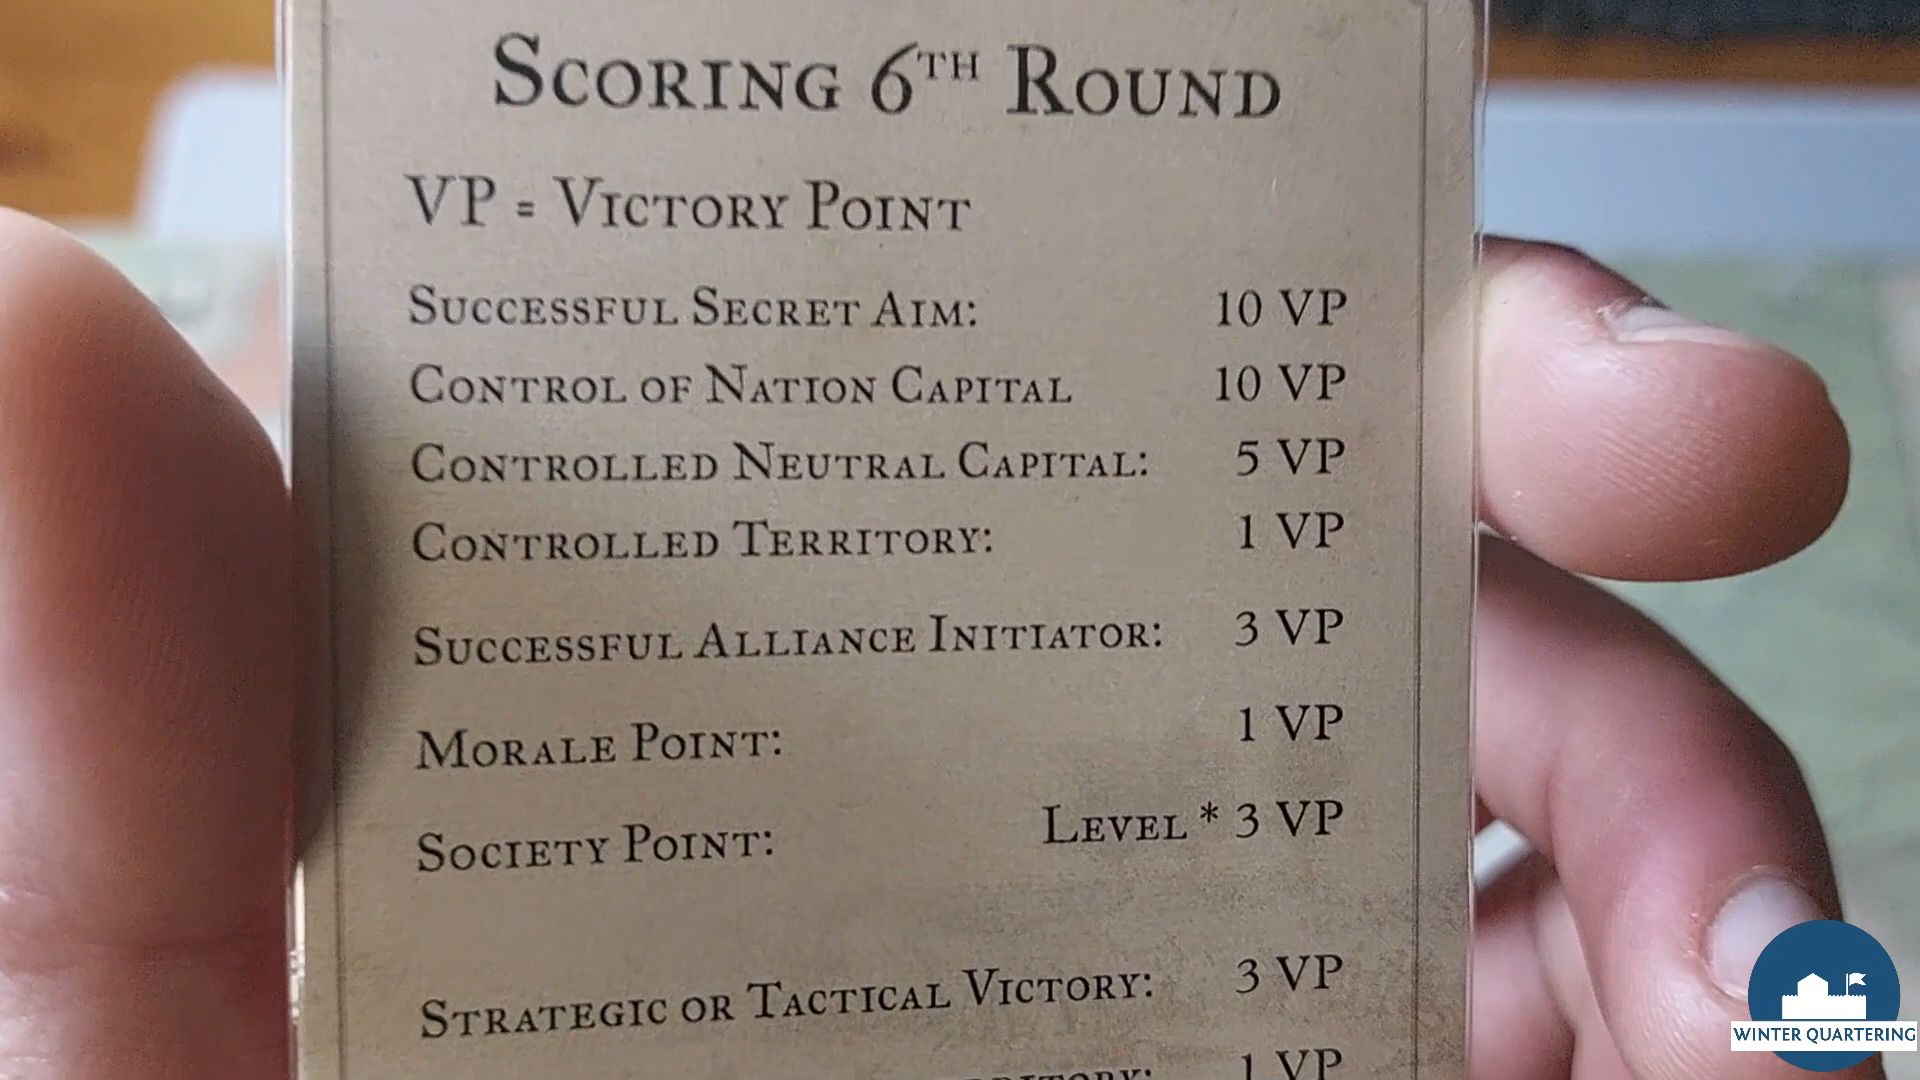 SCORING 6TH ROUND
VP = VICTORY POINT
SUCCESSFUL SECRET AIM: 10 VP
CONTROL OF NATION CAPITAL 10 VP
CONTROLLED NEUTRAL CAPITAL: 5 VP
CONTROLLED TERRITORY: 1 VP
SUCCESSFUL ALLIANCE INITIATOR: 3 VP
MORALE POINT: 1 VP
SOCIETY POINT: LEVEL * 3 VP
STRATEGIC OR TACTICAL VICTORY: 3 VP
1 VP
WINTER QUARTERING